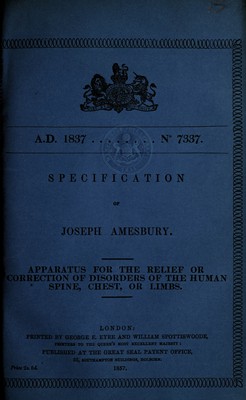 A.D. 1837 . . . . . . . . Nº 7337.
SPECIFICATION
OF
JOSEPH AMESBURY.
APPARATUS FOR THE RELIEF OR
CORRECTION OF DISORDERS OF THE HUMAN
SPINE, CHEST, OR LIMBS.
LONDON:
PRINTED BY GEORGE E. EYRE AND WILLIAM SPOTTISWOODE,
PRINTERS TO THE QUEEN'S MOST EXCELLENT MAJESTY:
PUBLISHED AT THE GREAT SEAL PATENT OFFICE,
25, SOUTHAMPTON BUILDINGS, HOLBORN.
1857.